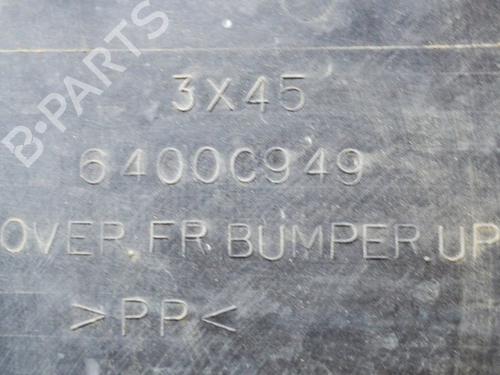 B-PARTS
3X45
6400C949
OVER.FR.BUMPER.UP
>PP<